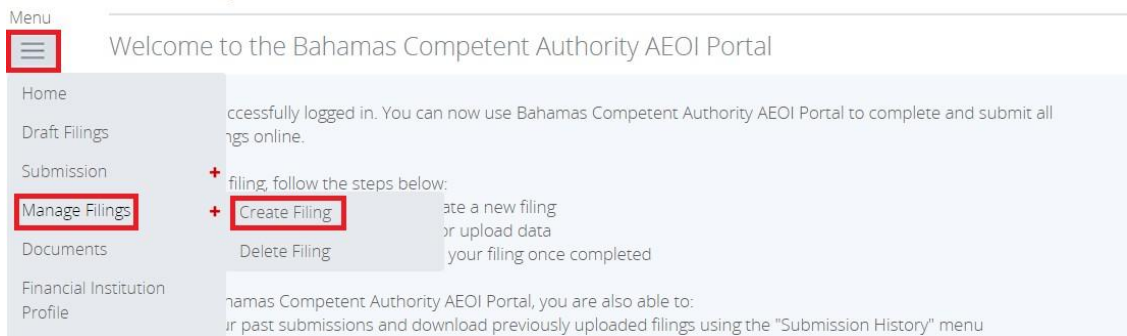 Menu
Welcome to the Bahamas Competent Authority AEOI Portal
Home
ccessfully logged in. You can now use Bahamas Competent Authority AEOI Portal to complete and submit all
Draft Filings
ngs online.
Submission +
filing, follow the steps below:
Manage Filings +
Create Filing
ate a new filing
or upload data
Documents
Delete Filing
your filing once completed
Financial Institution
Profile
hamas Competent Authority AEOI Portal, you are also able to:
ur past submissions and download previously uploaded filings using the "Submission History" menu